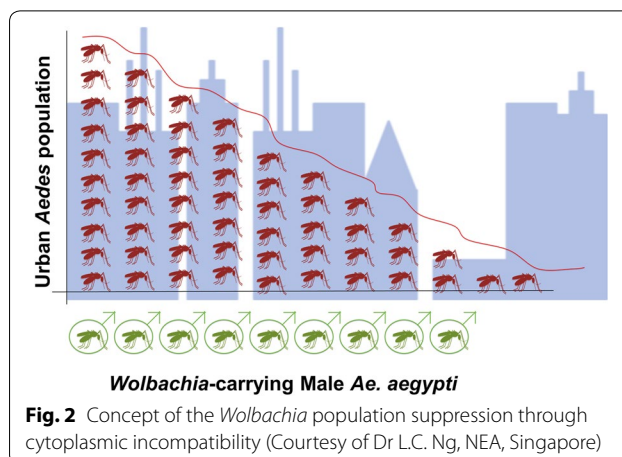 Urban Aedes population
Wolbachia-carrying Male Ae. aegypti
Fig. 2 Concept of the Wolbachia population suppression through
cytoplasmic incompatibility (Courtesy of Dr L.C. Ng, NEA, Singapore)